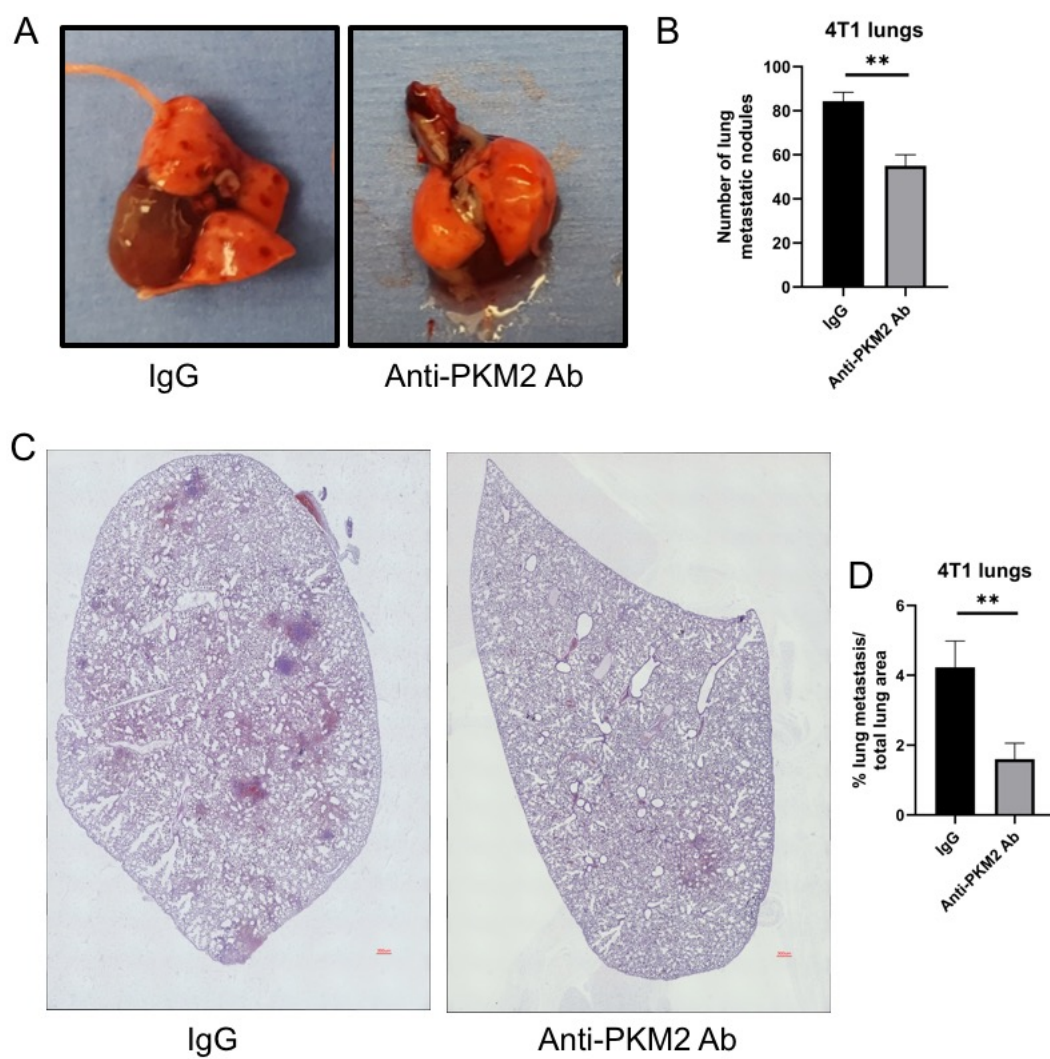 A
IgG
Anti-PKM2 Ab
B
4T1 lungs
**
Number of lung
metastatic nodules
100
80
60
40
20
0
IgG
Anti-PKM2 Ab
C
IgG
Anti-PKM2 Ab
D
4T1 lungs
**
% lung metastasis/
total lung area
6
4
2
0
IgG
Anti-PKM2 Ab